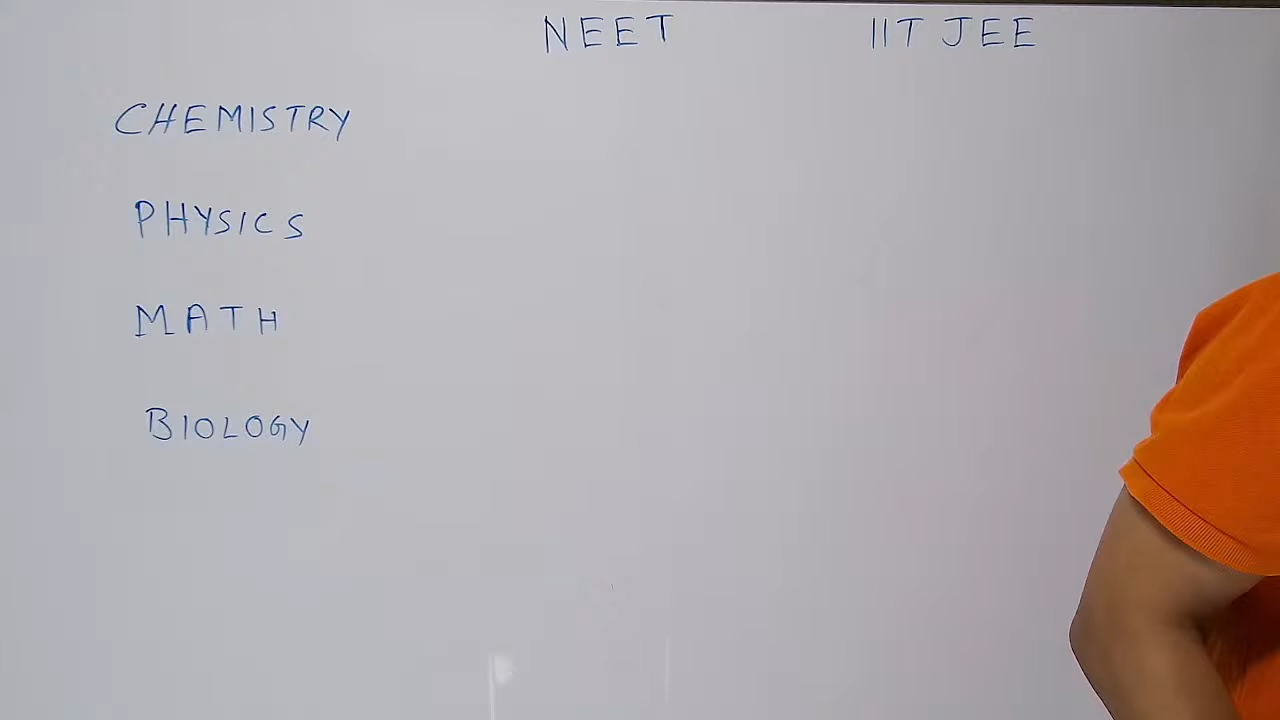 NEET IIT JEE
CHEMISTRY
PHYSICS
MATH
BIOLOGY